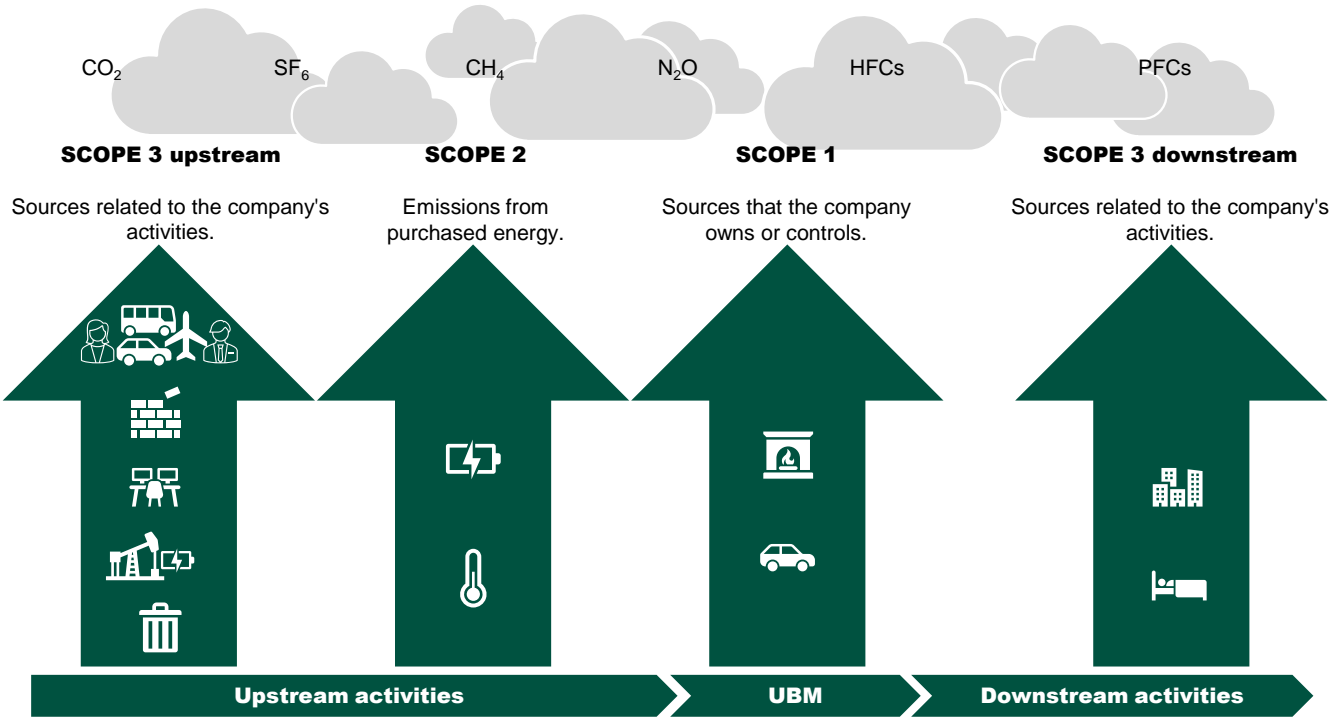 CO₂ SF₆ CH₄ N₂O HFCs PFCs
SCOPE 3 upstream
Sources related to the company's
activities.
SCOPE 2
Emissions from
purchased energy.
SCOPE 1
Sources that the company
owns or controls.
SCOPE 3 downstream
Sources related to the company's
activities.
Upstream activities
UBM
Downstream activities